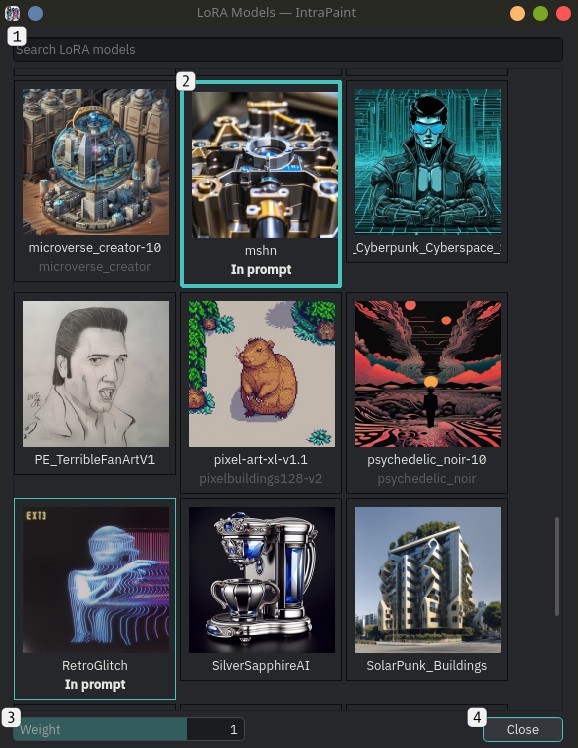 LoRA Models — IntraPaint
1
Search LoRA models
2
microverse_creator-10
microverse_creator
mshn
In prompt
_Cyberpunk_Cyberspace_
PE_TerribleFanArtV1
pixel-art-xl-v1.1
pixelbuildings128-v2
psychedelic_noir-10
psychedelic_noir
EXT3
RetroGlitch
In prompt
SilverSapphireAI
SolarPunk_Buildings
3
Weight 1
4
Close